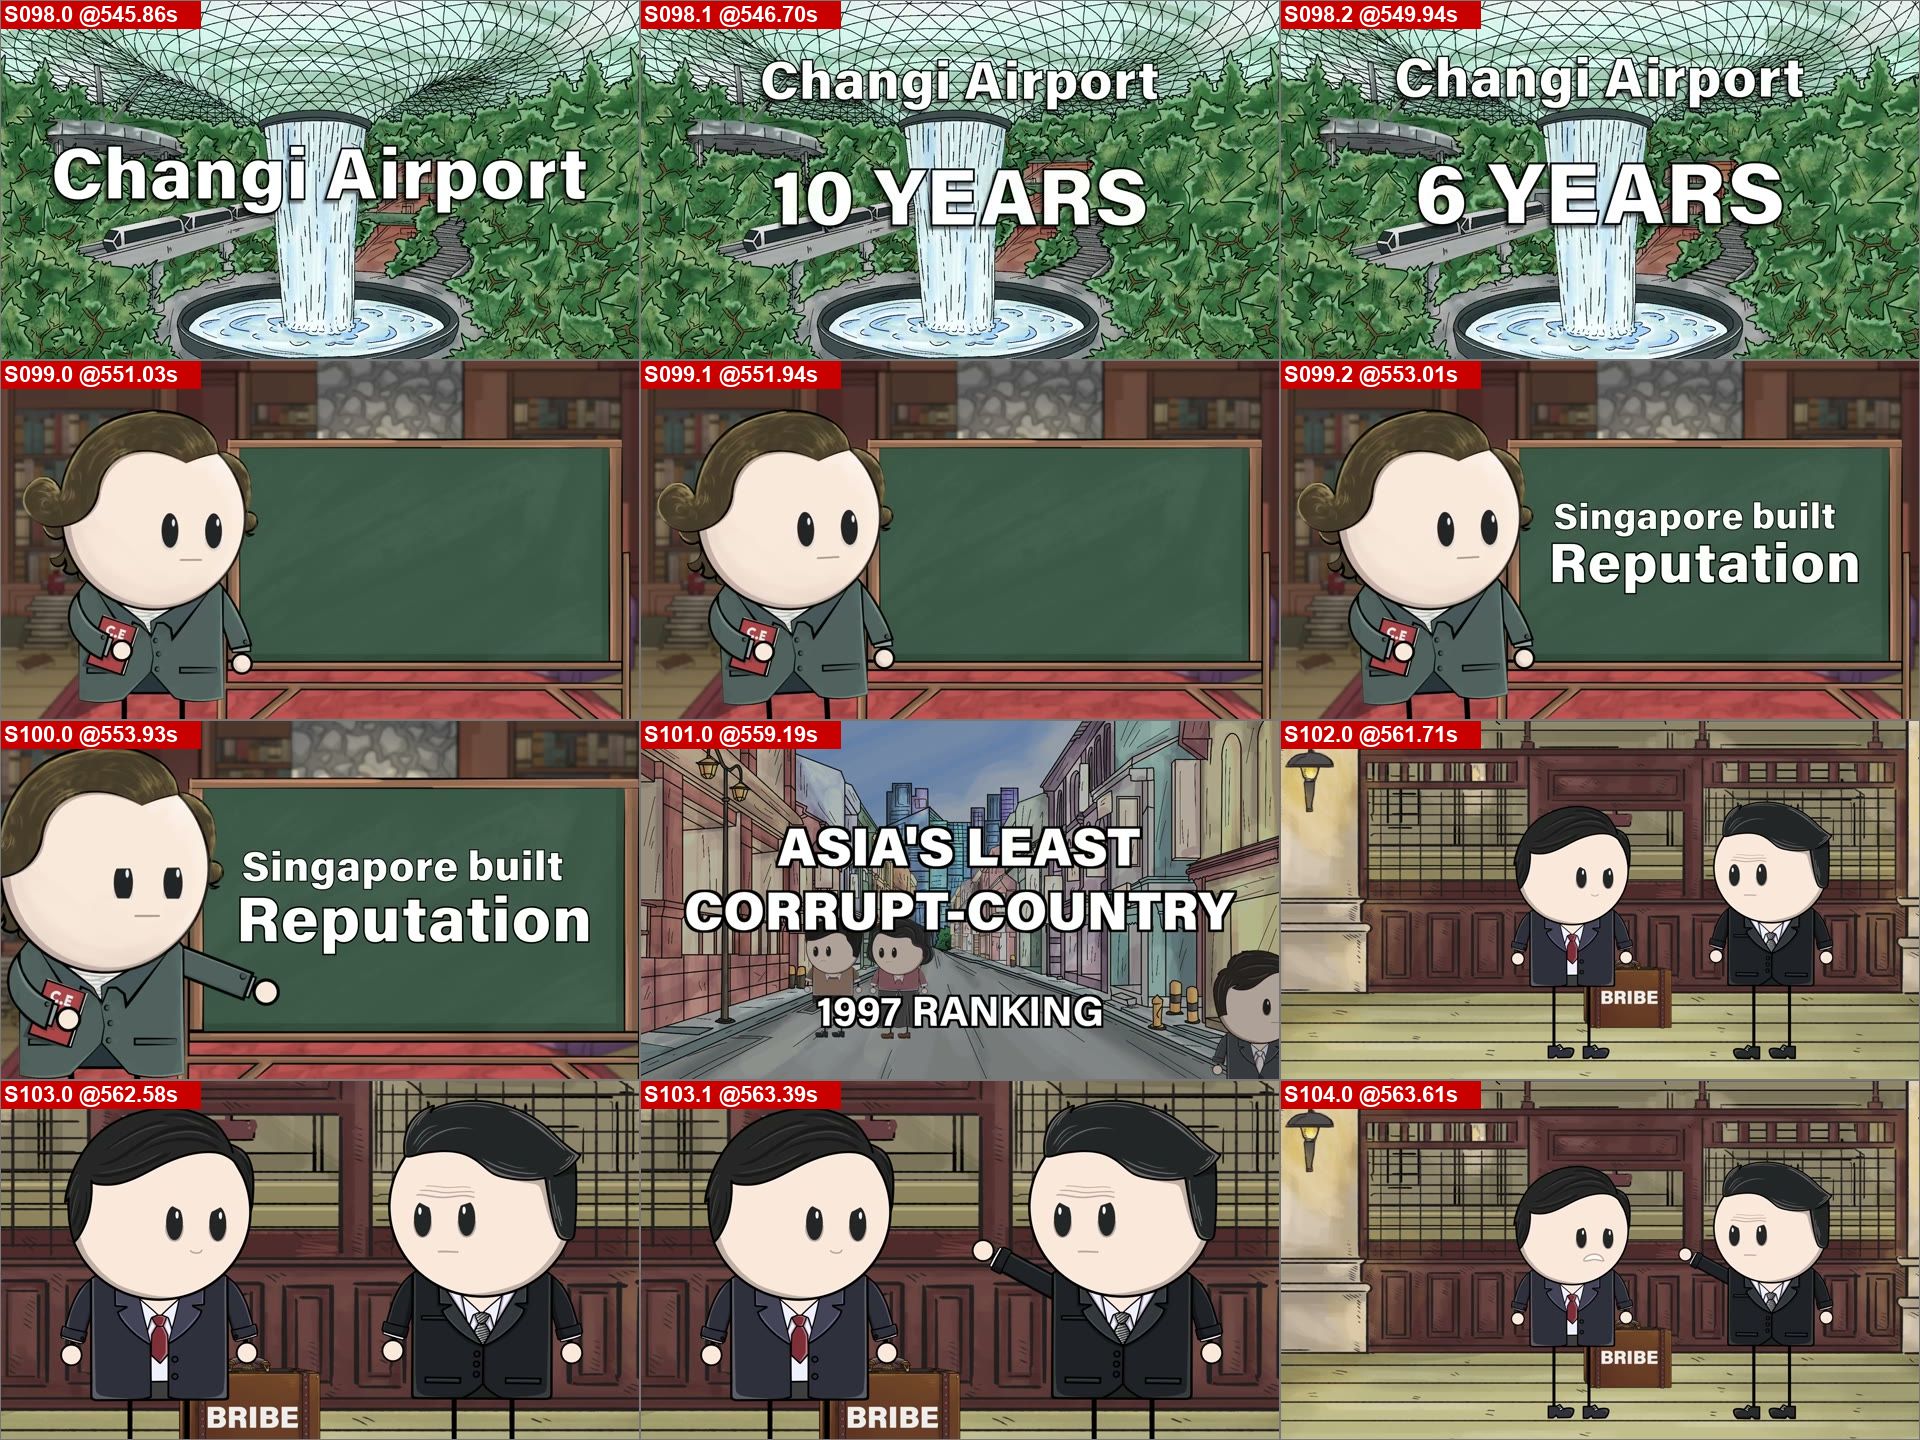 S098.0 @545.86s
Changi Airport
S098.1 @546.70s
Changi Airport
10 YEARS
S098.2 @549.94s
Changi Airport
6 YEARS
S099.0 @551.03s
C.E
S099.1 @551.94s
C.E
S099.2 @553.01s
Singapore built
Reputation
C.E
S100.0 @553.93s
Singapore built
Reputation
C.E
S101.0 @559.19s
ASIA'S LEAST
CORRUPT-COUNTRY
1997 RANKING
S102.0 @561.71s
BRIBE
S103.0 @562.58s
BRIBE
S103.1 @563.39s
BRIBE
S104.0 @563.61s
BRIBE